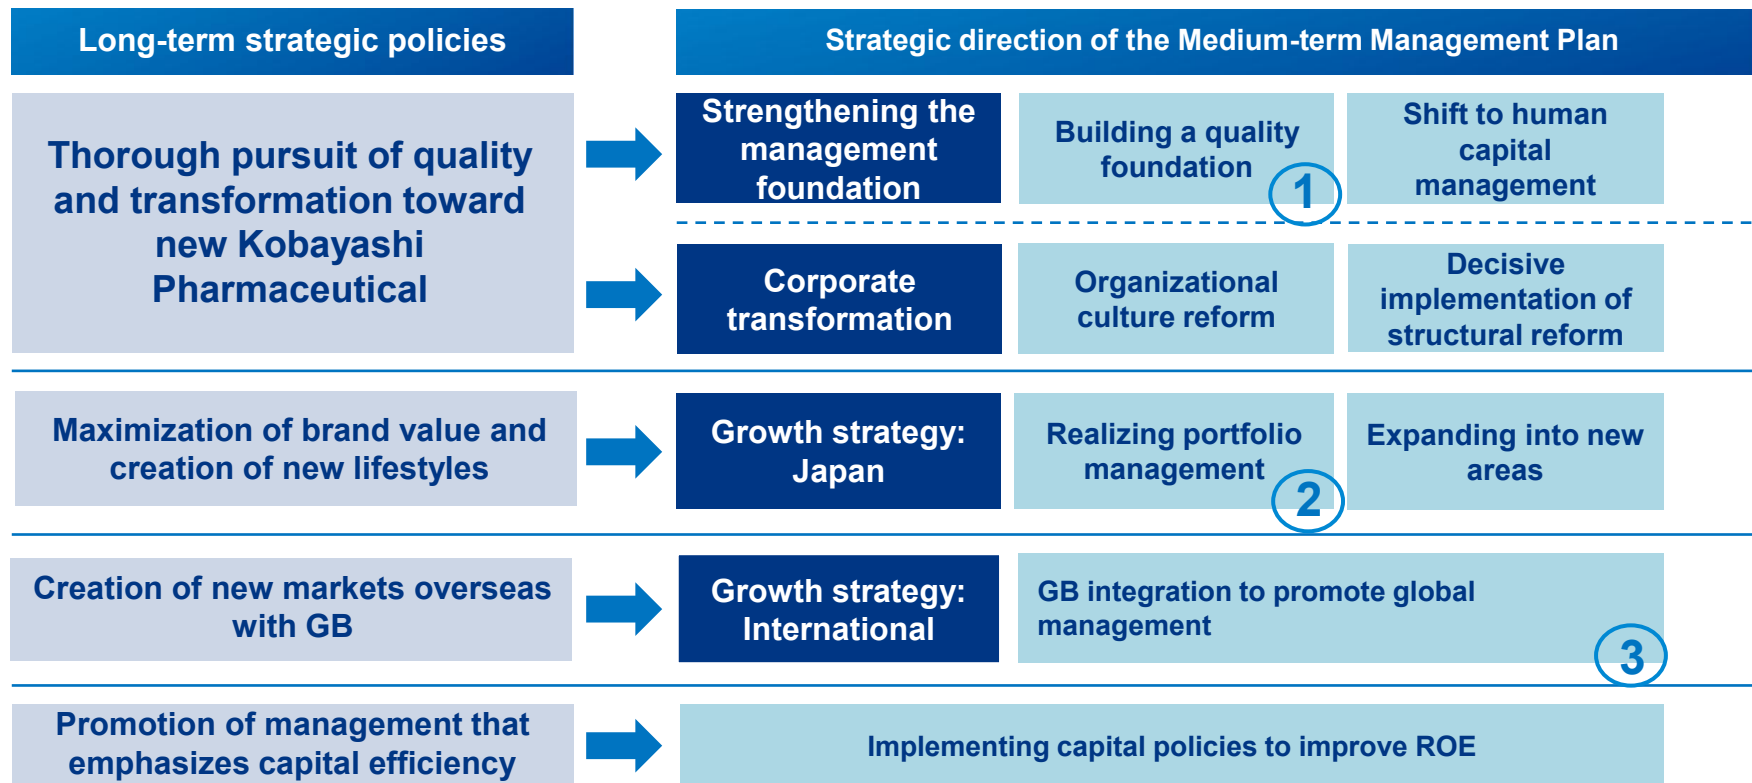 Long-term strategic policies
Strategic direction of the Medium-term Management Plan
Thorough pursuit of quality
and transformation toward
new Kobayashi
Pharmaceutical
Strengthening the
management
foundation
Building a quality
foundation
1
Shift to human
capital
management
Corporate
transformation
Organizational
culture reform
Decisive
implementation of
structural reform
Maximization of brand value and
creation of new lifestyles
Growth strategy:
Japan
Realizing portfolio
management
2
Expanding into new
areas
Creation of new markets overseas
with GB
Growth strategy:
International
GB integration to promote global
management
3
Promotion of management that
emphasizes capital efficiency
Implementing capital policies to improve ROE